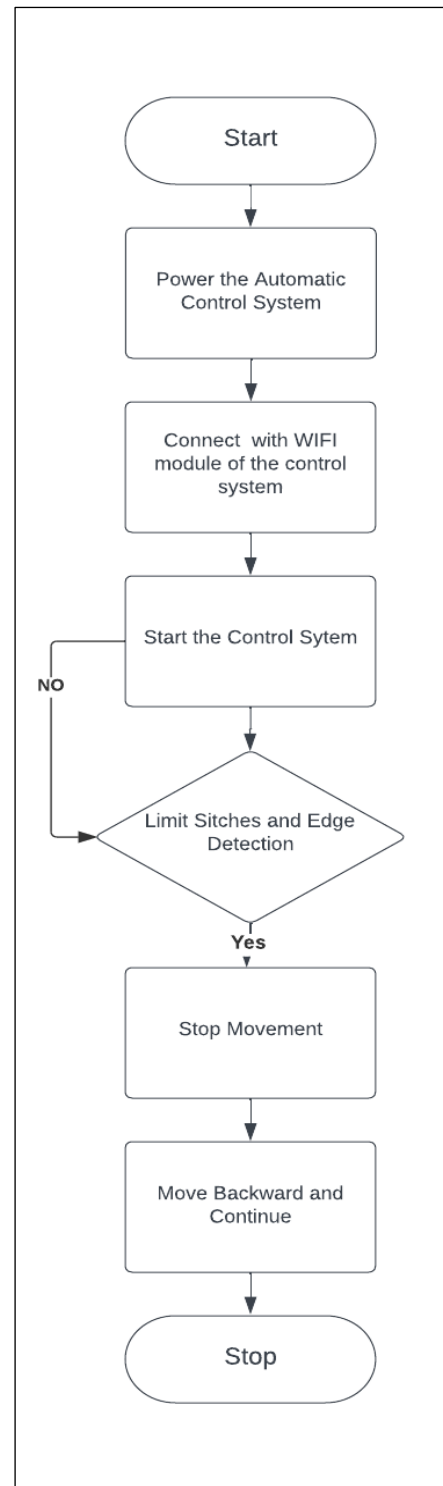 Start
Power the Automatic
Control System
Connect with WIFI
module of the control
system
Start the Control Sytem
NO
Limit Sitches and Edge
Detection
Yes
Stop Movement
Move Backward and
Continue
Stop